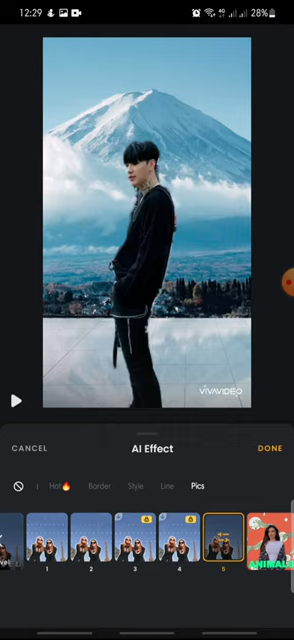 12:29 28%
VIVAVIDEO
CANCEL AI Effect DONE
Hot🔥 Border Style Line Pics
1 2 3 4 5
ANIMAL